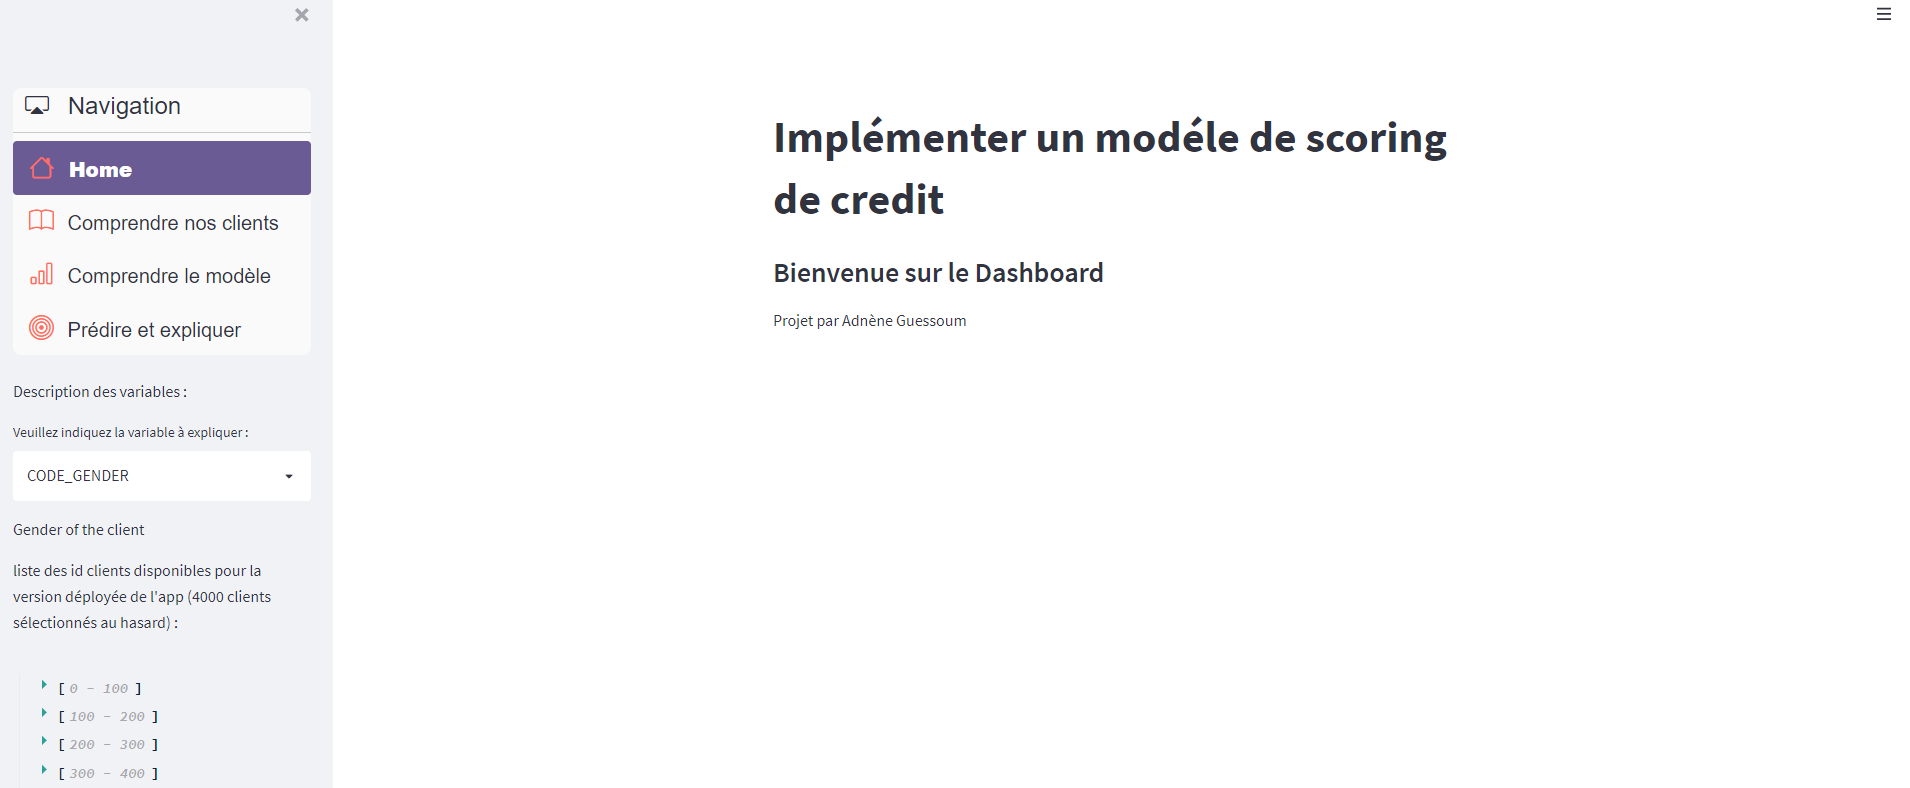 Navigation
Home
Comprendre nos clients
Comprendre le modèle
Prédire et expliquer
Description des variables :
Veuillez indiquez la variable à expliquer :
CODE_GENDER
Gender of the client
liste des id clients disponibles pour la
version déployée de l'app (4000 clients
sélectionnés au hasard) :
[ 0 - 100 ]
[ 100 - 200 ]
[ 200 - 300 ]
[ 300 - 400 ]
Implémenter un modéle de scoring
de credit
Bienvenue sur le Dashboard
Projet par Adnène Guessoum